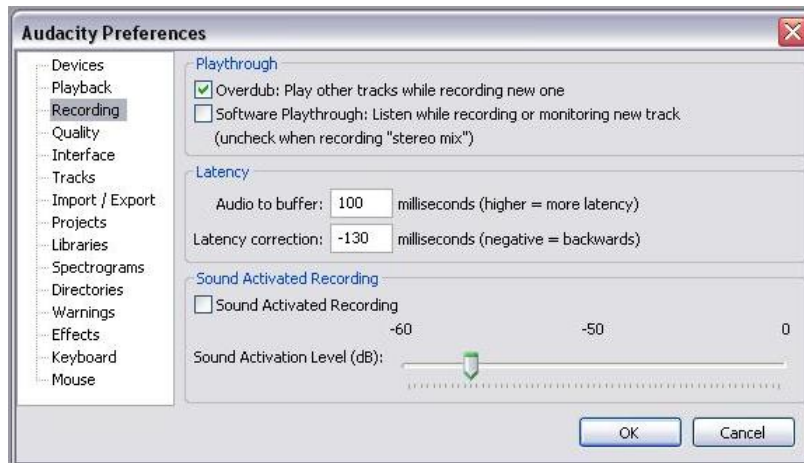 Audacity Preferences
Devices
Playback
Recording
Quality
Interface
Tracks
Import / Export
Projects
Libraries
Spectrograms
Directories
Warnings
Effects
Keyboard
Mouse
Playthrough
Overdub: Play other tracks while recording new one
Software Playthrough: Listen while recording or monitoring new track
(uncheck when recording "stereo mix")
Latency
Audio to buffer: 100 milliseconds (higher = more latency)
Latency correction: -130 milliseconds (negative = backwards)
Sound Activated Recording
Sound Activated Recording
-60 -50 0
Sound Activation Level (dB):
OK Cancel